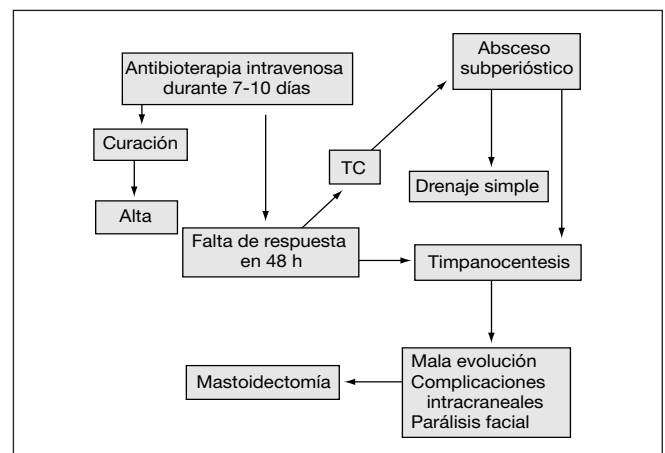 Antibioterapia intravenosa
durante 7-10 días
Absceso
subperióstico
Curación
TC
Drenaje simple
Alta
Falta de respuesta
en 48 h
Timpanocentesis
Mastoidectomía
Mala evolución
Complicaciones
intracraneales
Parálisis facial